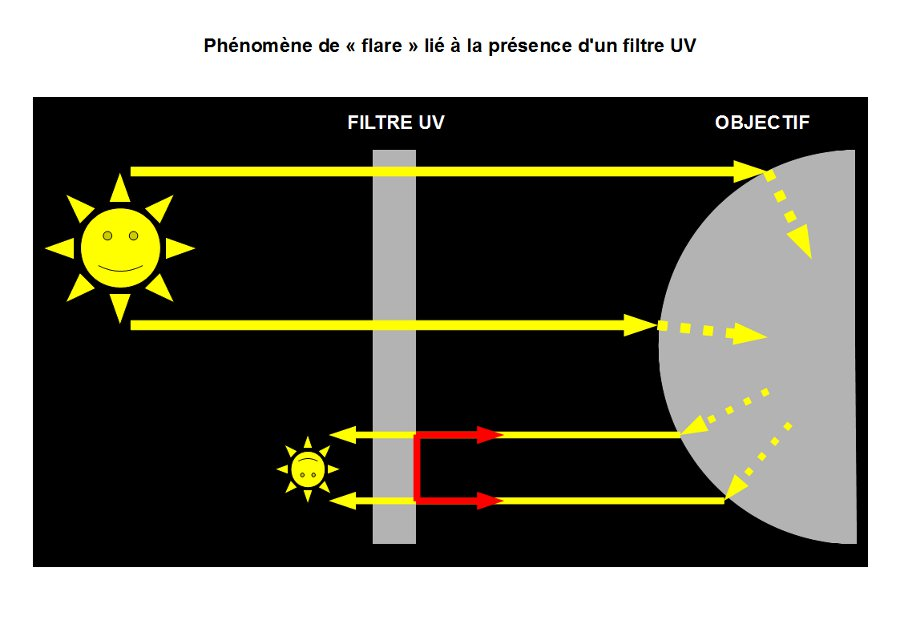 Phénomène de « flare » lié à la présence d'un filtre UV
FILTRE UV
OBJECTIF